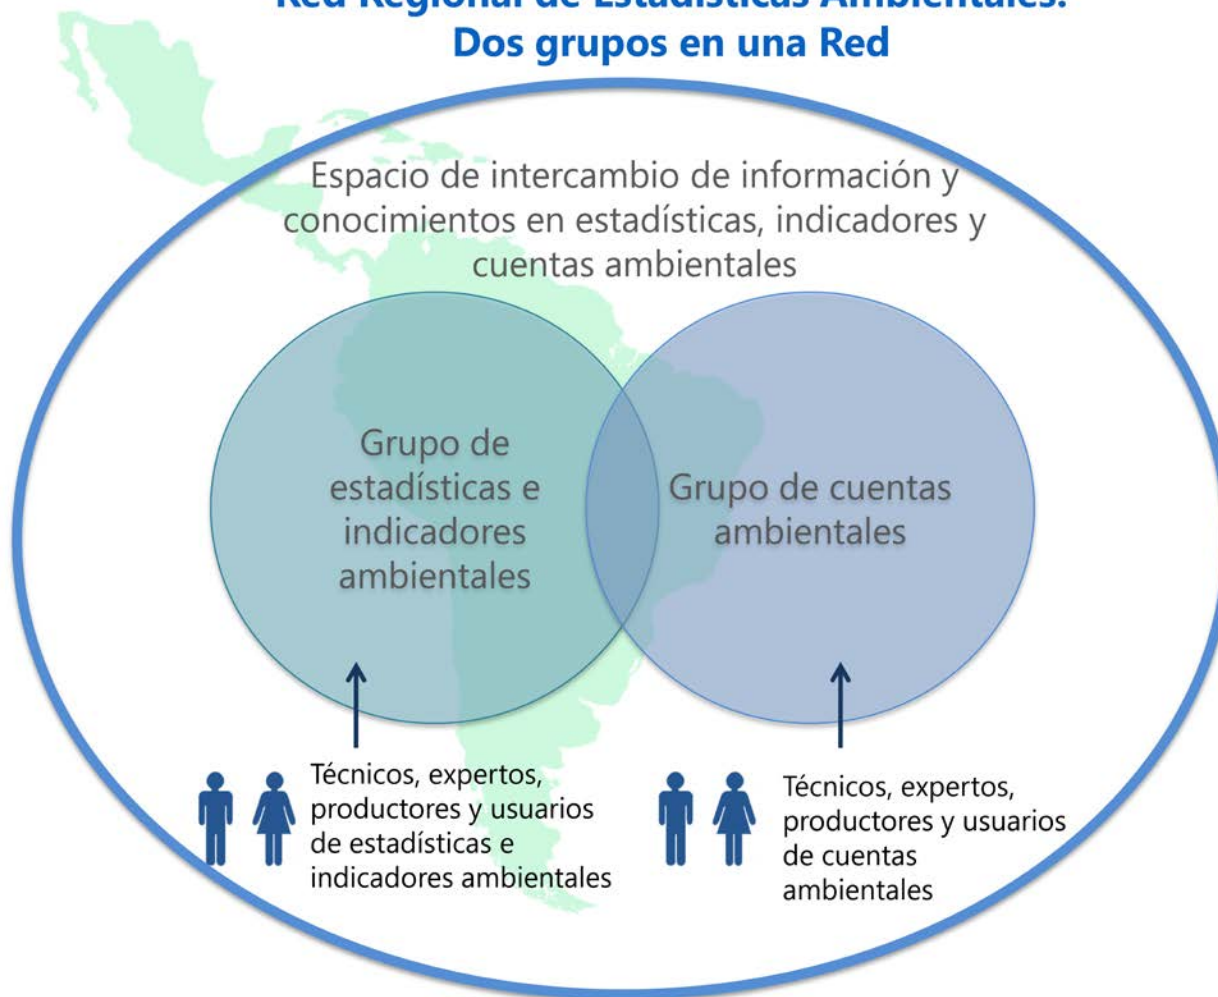 Red Regional de Estadísticas Ambientales:
Dos grupos en una Red
Espacio de intercambio de información y
conocimientos en estadísticas, indicadores y
cuentas ambientales
Grupo de
estadísticas e
indicadores
ambientales
Grupo de cuentas
ambientales
Técnicos, expertos,
productores y usuarios
de estadísticas e
indicadores ambientales
Técnicos, expertos,
productores y usuarios
de cuentas
ambientales